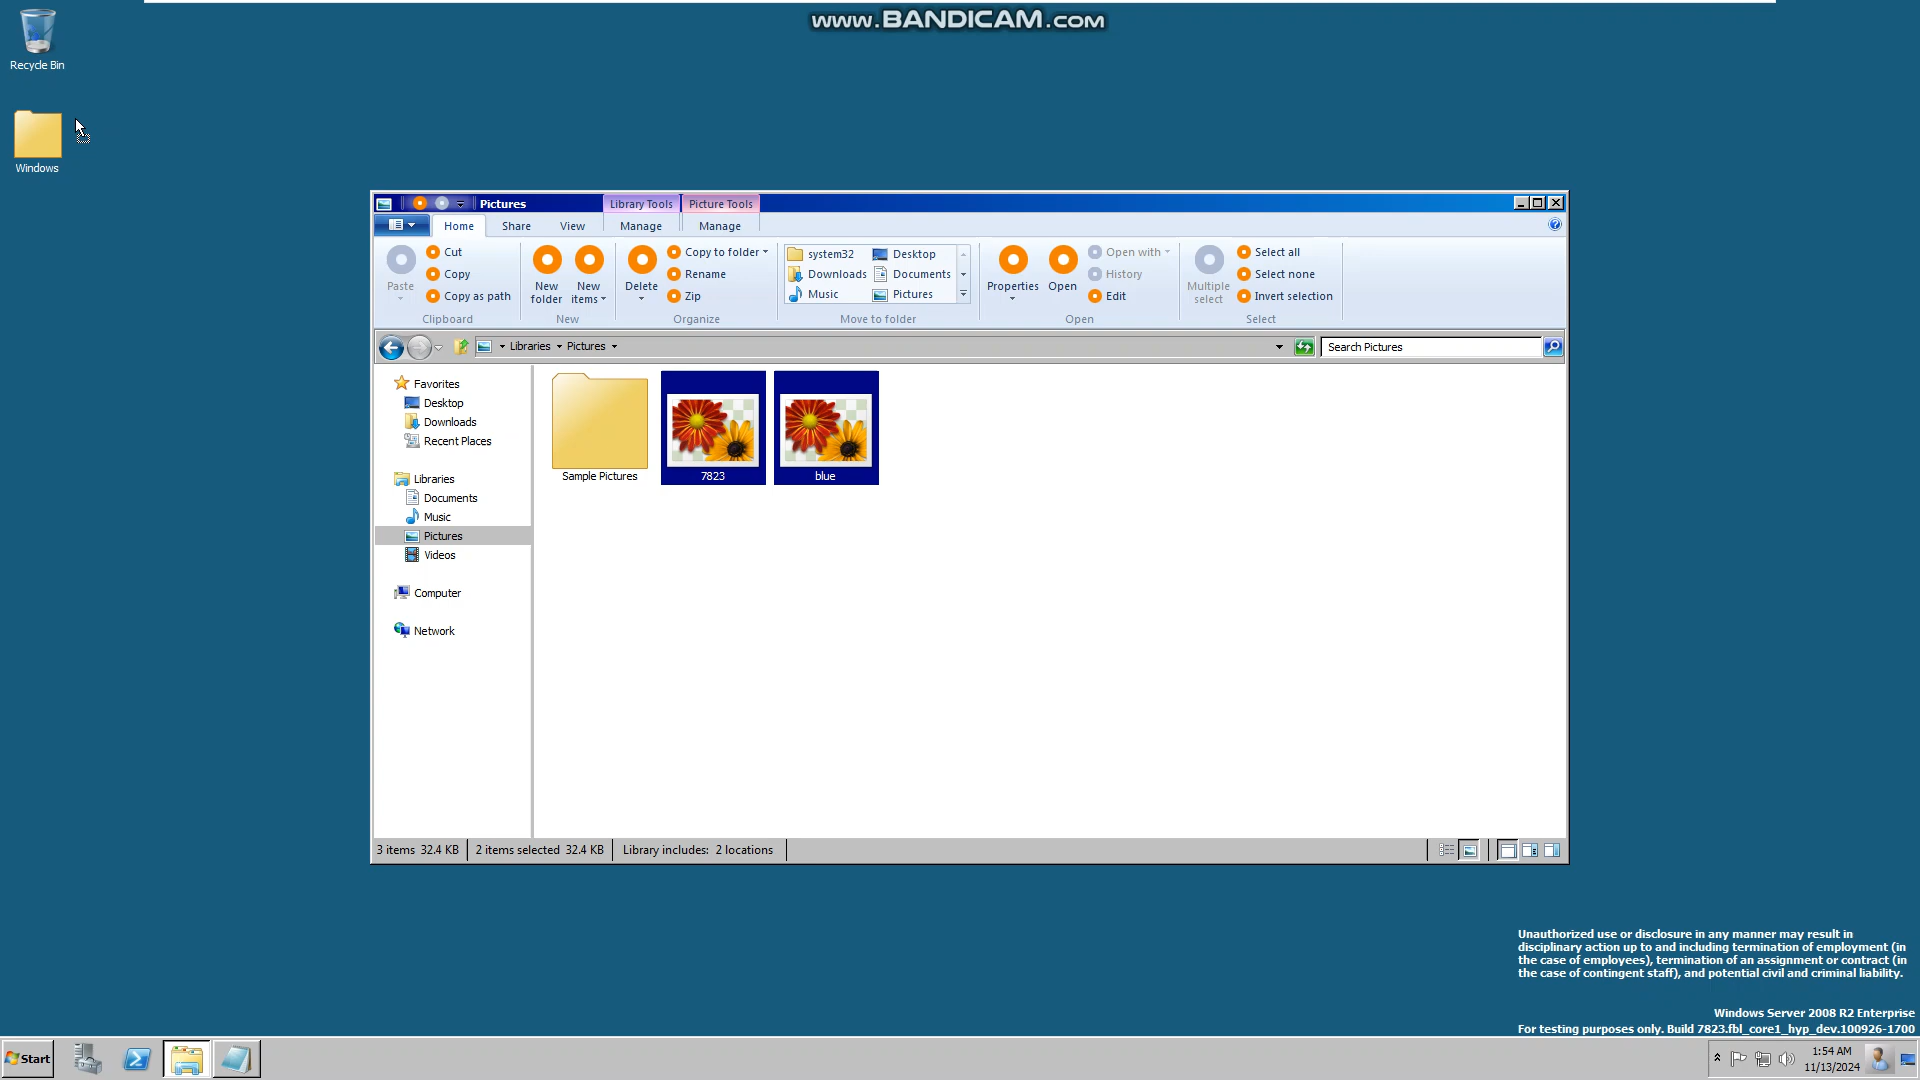 www.BANDICAM.com
Recycle Bin
Windows
Pictures
Library Tools
Picture Tools
Home
Share
View
Manage
Manage
Paste
Cut
Copy
Copy as path
Clipboard
New
folder
New
items
New
Delete
Copy to folder
Rename
Zip
Organize
system32
Desktop
Downloads
Documents
Music
Pictures
Move to folder
Properties
Open
Open with
History
Edit
Open
Multiple
select
Select all
Select none
Invert selection
Select
Libraries
Pictures
Search Pictures
Favorites
Desktop
Downloads
Recent Places
Libraries
Documents
Music
Pictures
Videos
Computer
Network
Sample Pictures
7823
blue
3 items 32.4 KB
2 items selected 32.4 KB
Library includes: 2 locations
Unauthorized use or disclosure in any manner may result in
disciplinary action up to and including termination of employment (in
the case of employees), termination of an assignment or contract (in
the case of contingent staff), and potential civil and criminal liability.
Windows Server 2008 R2 Enterprise
For testing purposes only. Build 7823.fbl_core1_hyp_dev.100926-1700
Start
1:54 AM
11/13/2024